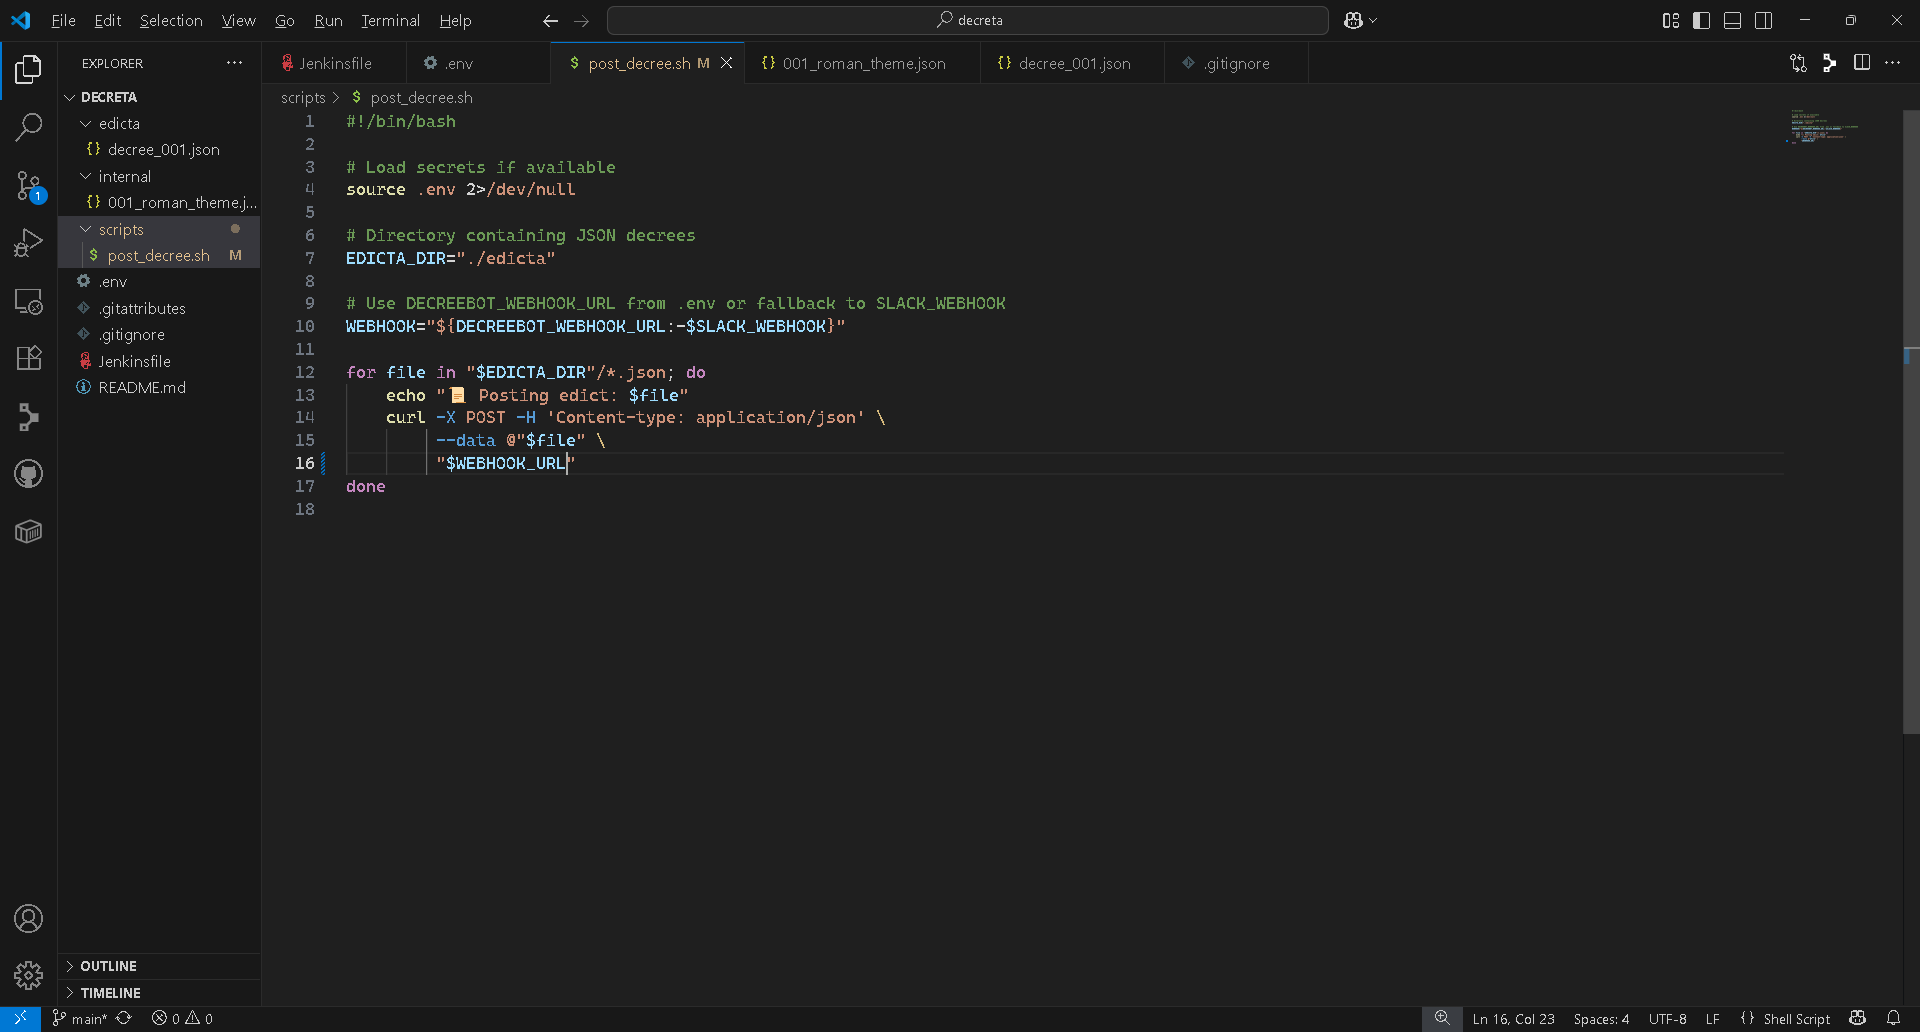 File Edit Selection View Go Run Terminal Help
decreta
EXPLORER
Jenkinsfile
.env
post_decree.sh M
001_roman_theme.json
decree_001.json
.gitignore
DECRETA
edicta
decree_001.json
internal
001_roman_theme.j...
scripts
post_decree.sh M
.env
.gitattributes
.gitignore
Jenkinsfile
README.md
OUTLINE
TIMELINE
1
scripts > $ post_decree.sh
1 #!/bin/bash
2
3 # Load secrets if available
4 source .env 2>/dev/null
5
6 # Directory containing JSON decrees
7 EDICTA_DIR="./edicta"
8
9 # Use DECREEBOT_WEBHOOK_URL from .env or fallback to SLACK_WEBHOOK
10 WEBHOOK="${DECREEBOT_WEBHOOK_URL:-$SLACK_WEBHOOK}"
11
12 for file in "$EDICTA_DIR"/*.json; do
13 echo "📜 Posting edict: $file"
14 curl -X POST -H 'Content-type: application/json' \
15 --data @"$file" \
16 "$WEBHOOK_URL"
17 done
18
main* 0 0
Ln 16, Col 23 Spaces: 4 UTF-8 LF {} Shell Script